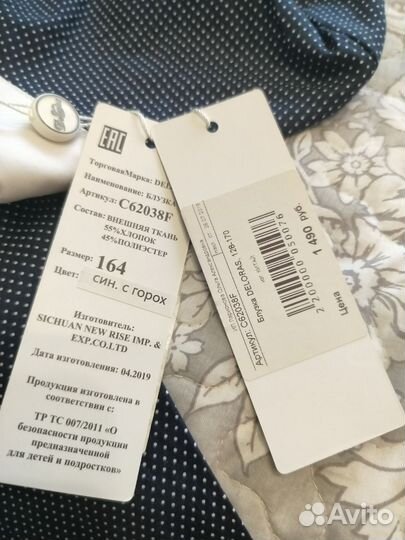 EAC
ТорговаяМарка: DEL
Наименование: БЛУЗКА
Артикул: C62038F
Состав: ВНЕШНЯЯ ТКАНЬ
55%ХЛОПОК
45%ПОЛИЭСТЕР
Размер: 164
Цвет: СИН. С ГОРОХ
Изготовитель:
SICHUAN NEW RISE IMP. &
EXP.CO.LTD
Дата изготовления: 04.2019
Продукция изготовлена в
соответствии с:
ТР ТС 007/2011 «О
безопасности продукции
предназначенной
для детей и подростков»
Артикул: C62038F
Блузка DELORAS, 128-170
2200000050076
Цена 1 490 руб.
Avito